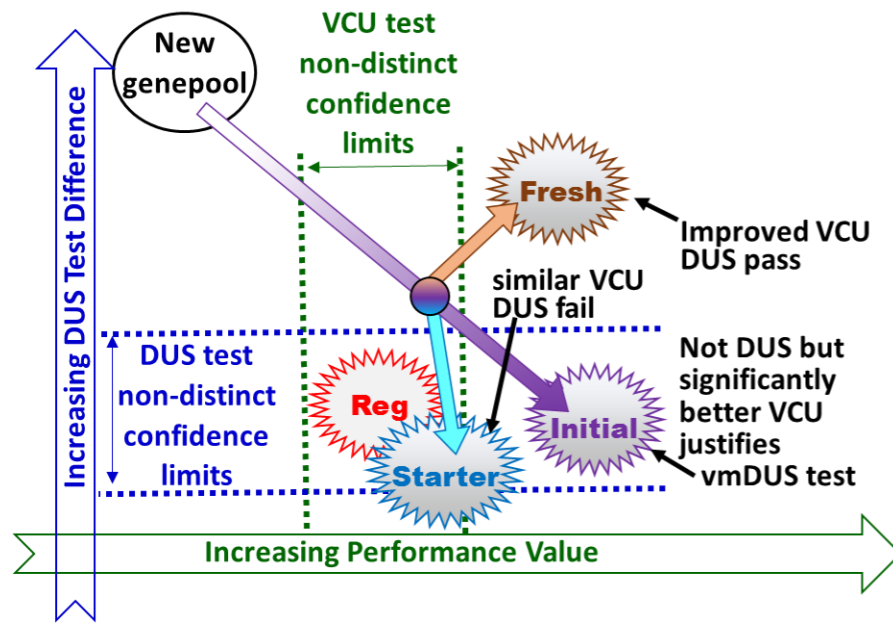 New
genepool
VCU test
non-distinct
confidence
limits
Increasing DUS Test Difference
Fresh
Improved VCU
DUS pass
similar VCU
DUS fail
DUS test
non-distinct
confidence
limits
Reg
Starter
Initial
Not DUS but
significantly
better VCU
justifies
vmDUS test
Increasing Performance Value